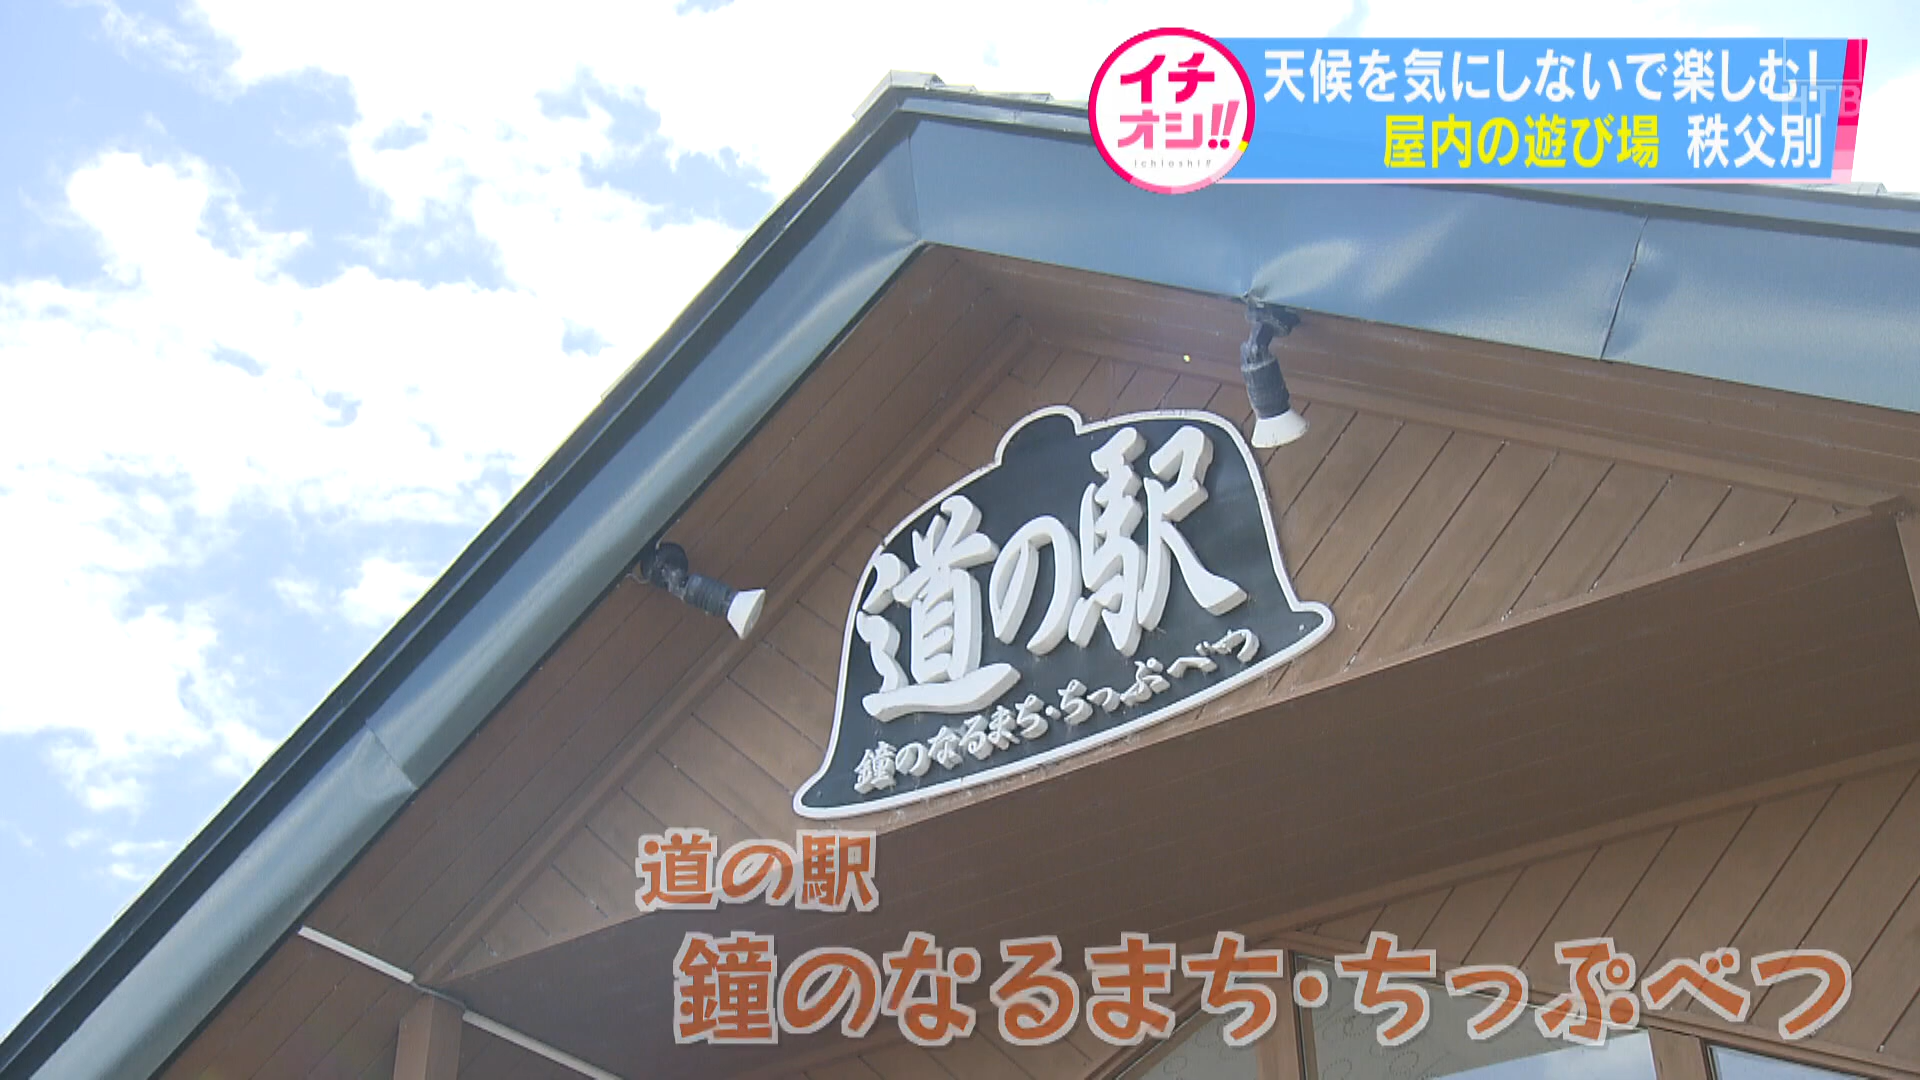 イチ
オシ!!
ichioshi!!
天候を気にしないで楽しむ!
屋内の遊び場 秩父別
HTB
道の駅
鐘のなるまち・ちっぷべつ
道の駅
鐘のなるまち・ちっぷべつ